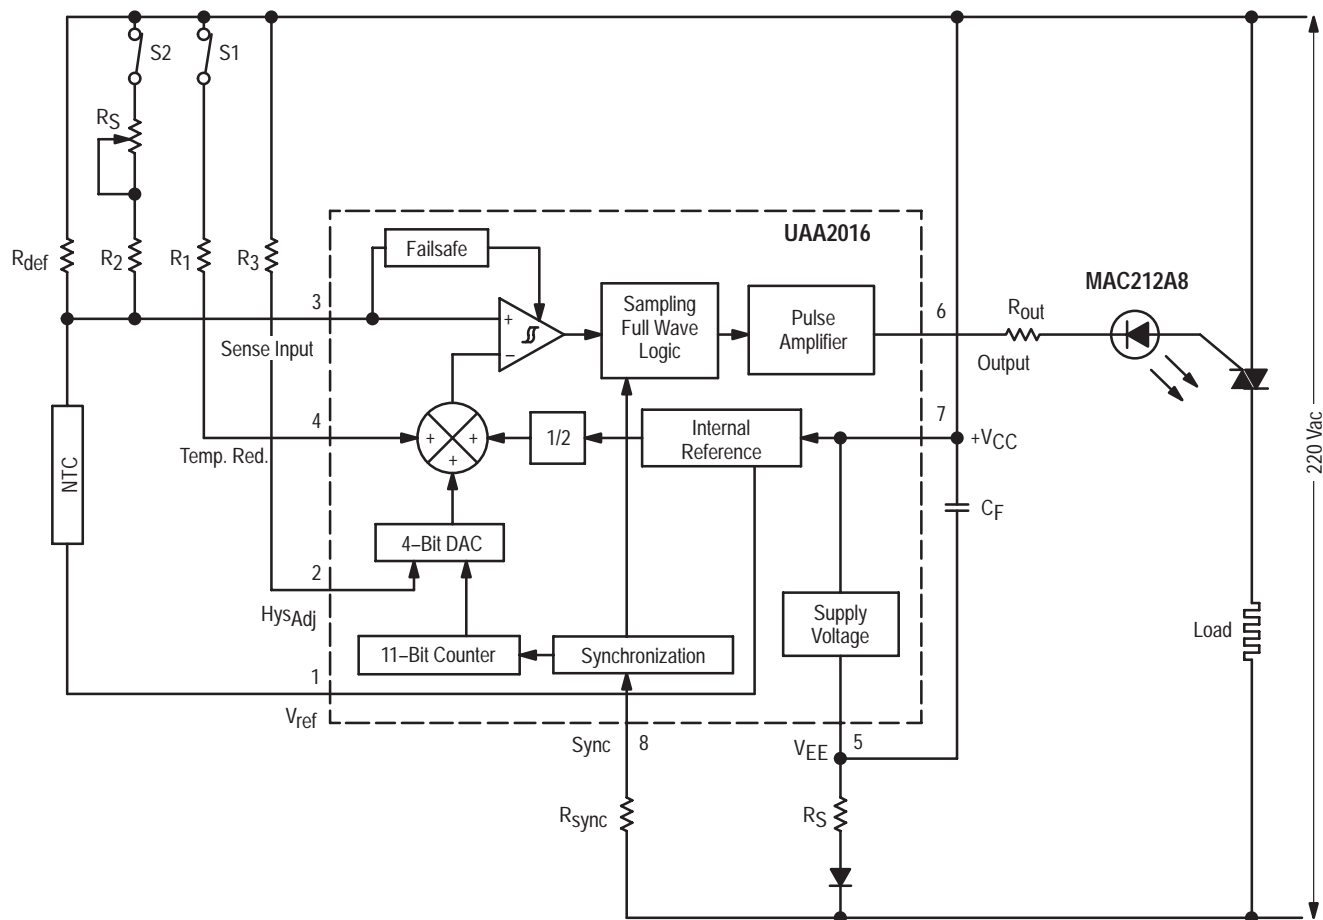 S2
S1
RS
UAA2016
Failsafe
MAC212A8
Rdef
R2
R1
R3
3
+
Sampling
Full Wave
Logic
Pulse
Amplifier
6
Rout
Sense Input
−
Output
4
+
+
+
1/2
Internal
Reference
7
+VCC
Temp. Red.
220 Vac
NTC
CF
4–Bit DAC
2
HysAdj
Supply
Voltage
Load
11–Bit Counter
Synchronization
1
Vref
Sync
8
VEE
5
Rsync
RS